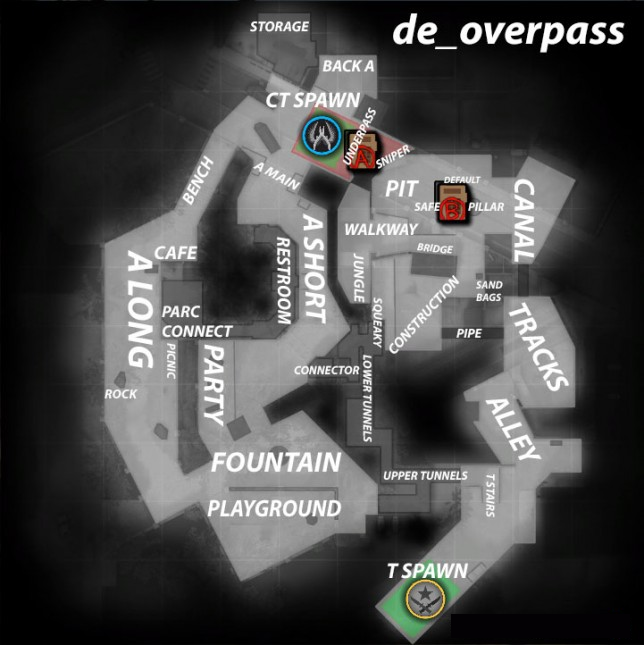 STORAGE
de_overpass
BACK A
CT SPAWN
UNDERPASS
A
SNIPER
BENCH
A MAIN
DEFAULT
PIT
SAFE
B
PILLAR
CANAL
WALKWAY
BRIDGE
CAFE
A LONG
RESTROOM
A SHORT
JUNGLE
SQUEAKY
CONSTRUCTION
SAND
BAGS
PARC
CONNECT
PICNIC
PARTY
PIPE
TRACKS
CONNECTOR
LOWER TUNNELS
ROCK
ALLEY
FOUNTAIN
UPPER TUNNELS
T STAIRS
PLAYGROUND
T SPAWN